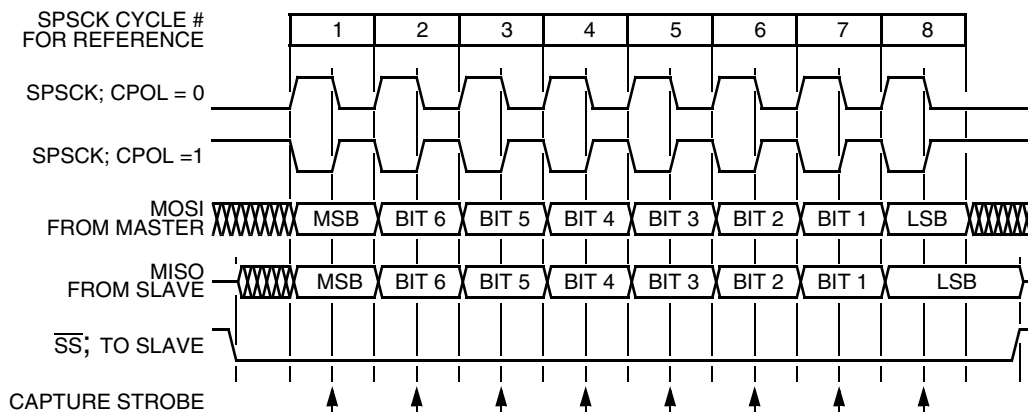 SPSCK CYCLE #
FOR REFERENCE
1 2 3 4 5 6 7 8
SPSCK; CPOL = 0
SPSCK; CPOL =1
MOSI
FROM MASTER
MSB BIT 6 BIT 5 BIT 4 BIT 3 BIT 2 BIT 1 LSB
MISO
FROM SLAVE
MSB BIT 6 BIT 5 BIT 4 BIT 3 BIT 2 BIT 1 LSB
S̅S̅; TO SLAVE
CAPTURE STROBE